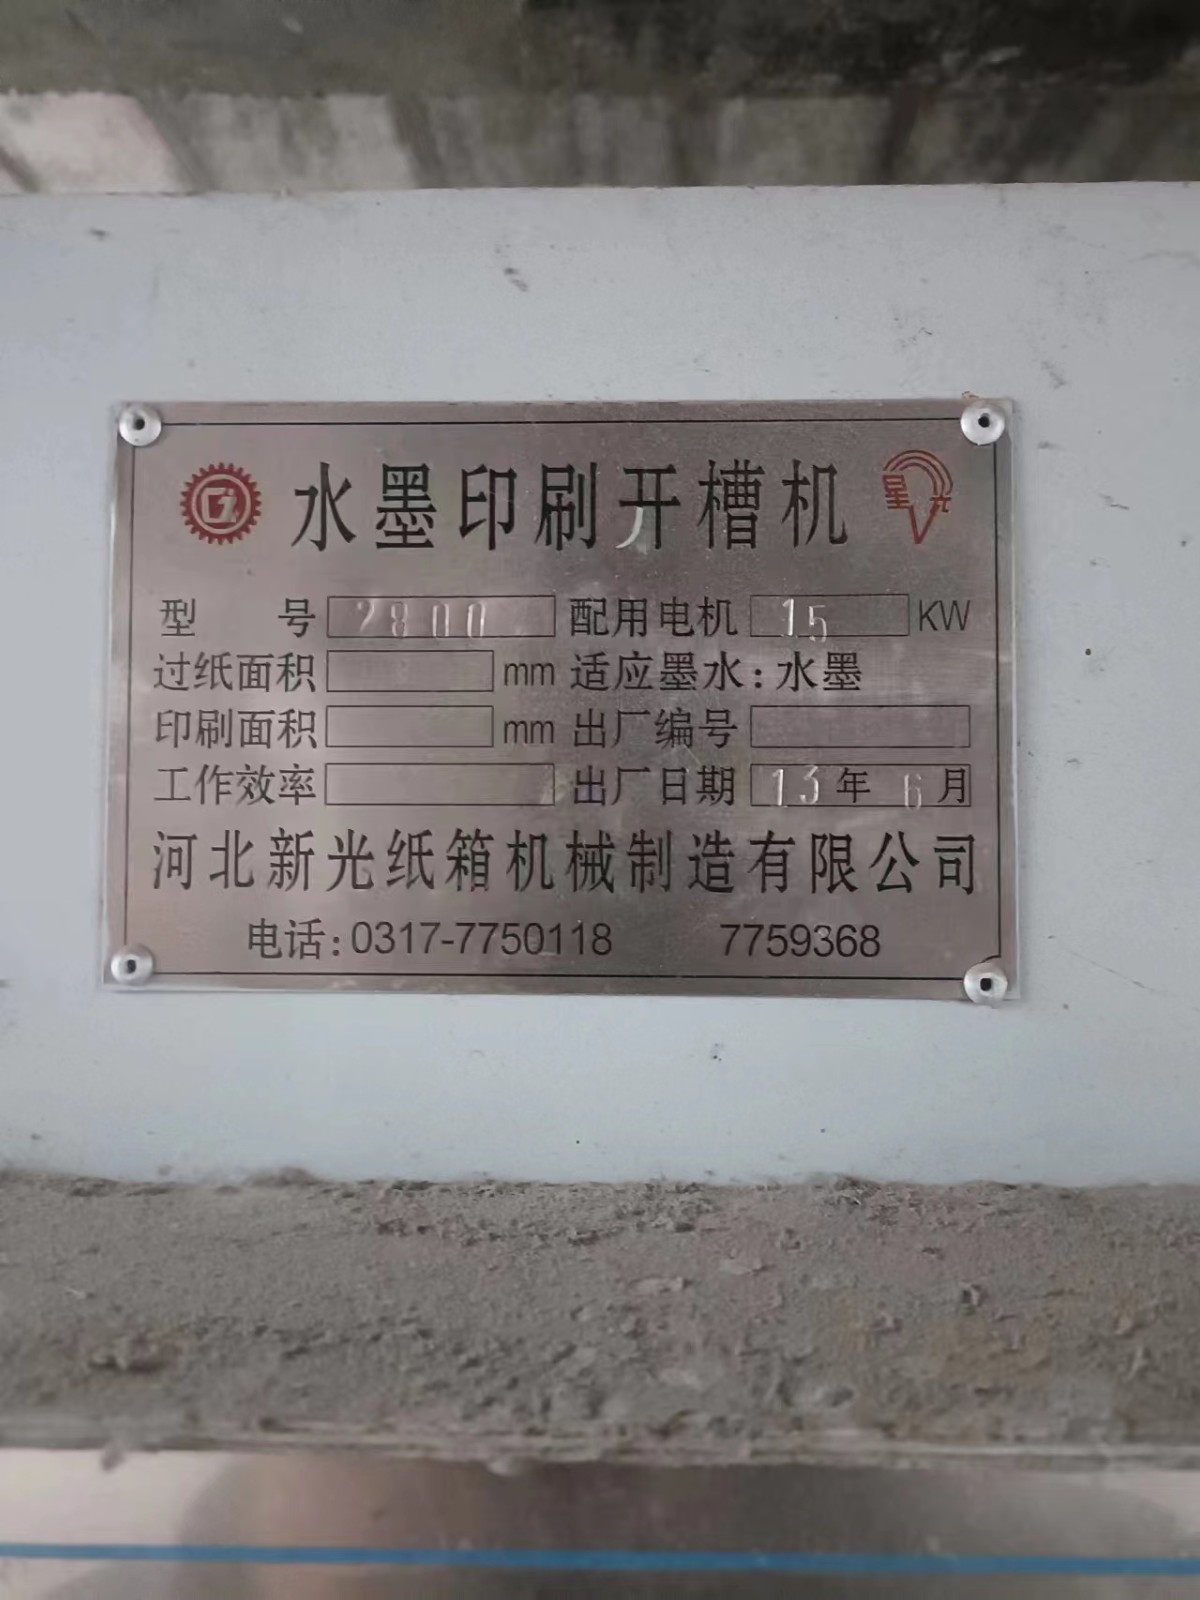 水墨印刷开槽机 星光
型 号 2800 配用电机 15 KW
过纸面积 mm 适应墨水:水墨
印刷面积 mm 出厂编号
工作效率 出厂日期 13 年 6 月
河北新光纸箱机械制造有限公司
电话:0317-7750118 7759368